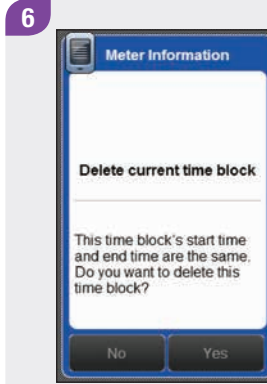 6
Meter Information
Delete current time block
This time block's start time
and end time are the same.
Do you want to delete this
time block?
No
Yes